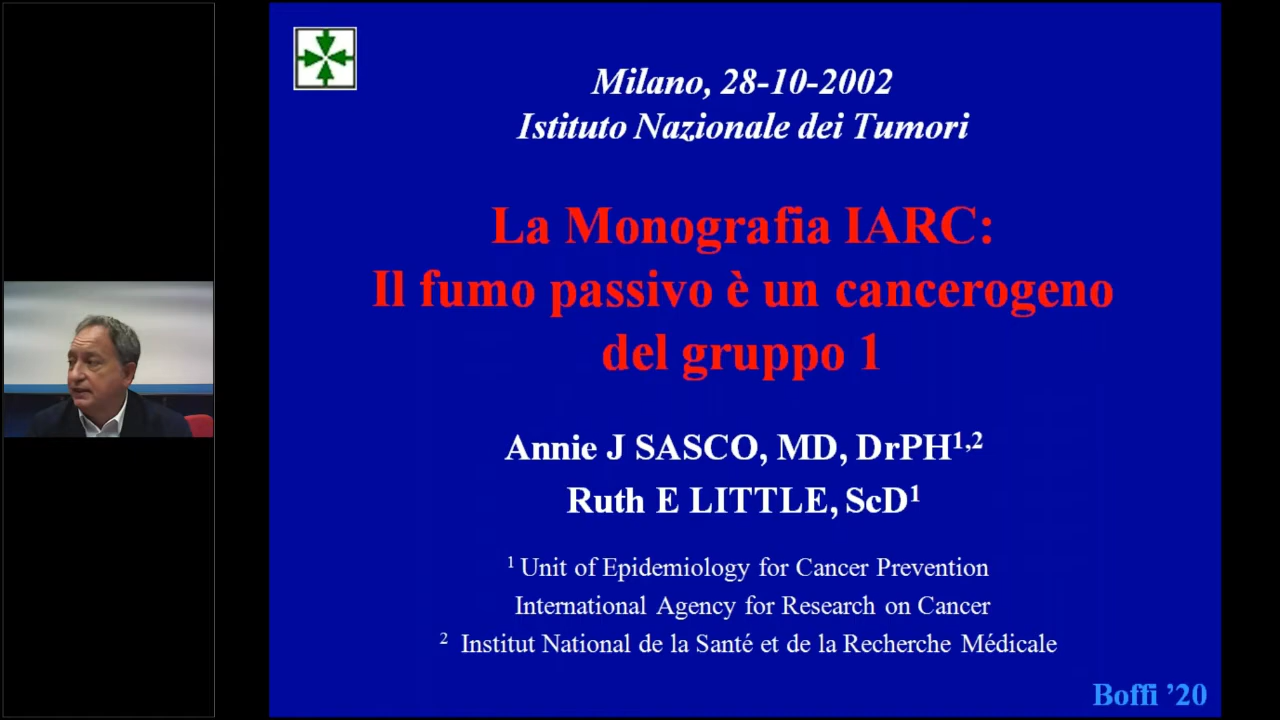 Milano, 28-10-2002
Istituto Nazionale dei Tumori
La Monografia IARC:
Il fumo passivo è un cancerogeno
del gruppo 1
Annie J SASCO, MD, DrPH¹,²
Ruth E LITTLE, ScD¹
¹ Unit of Epidemiology for Cancer Prevention
International Agency for Research on Cancer
² Institut National de la Santé et de la Recherche Médicale
Boffi ’20